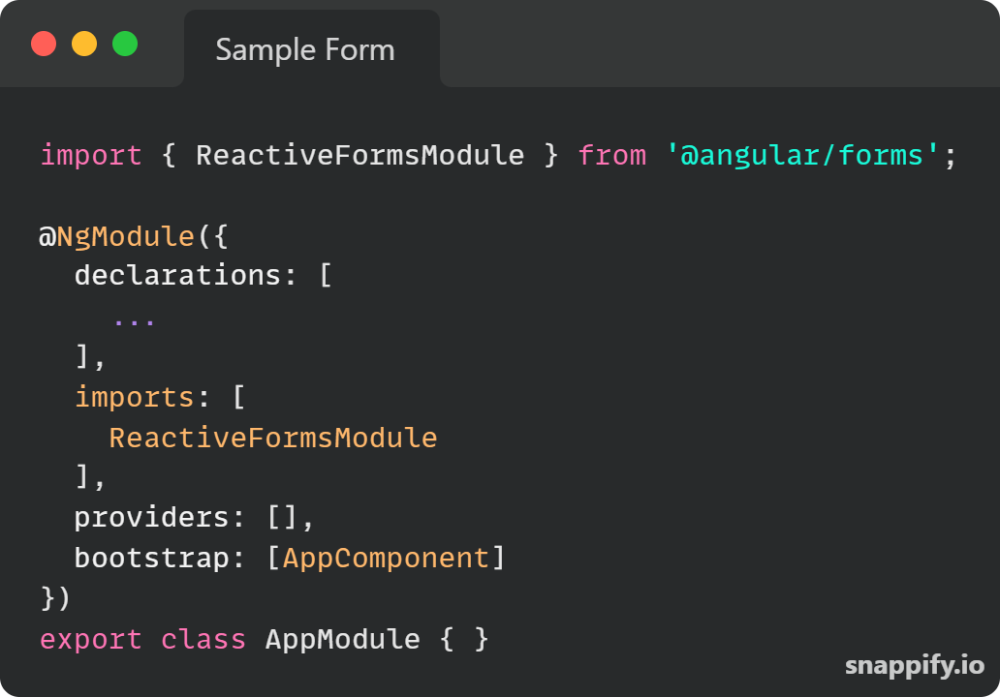 Sample Form
import { ReactiveFormsModule } from '@angular/forms';
@NgModule({
  declarations: [
    ...
  ],
  imports: [
    ReactiveFormsModule
  ],
  providers: [],
  bootstrap: [AppComponent]
})
export class AppModule { }
snappify.io